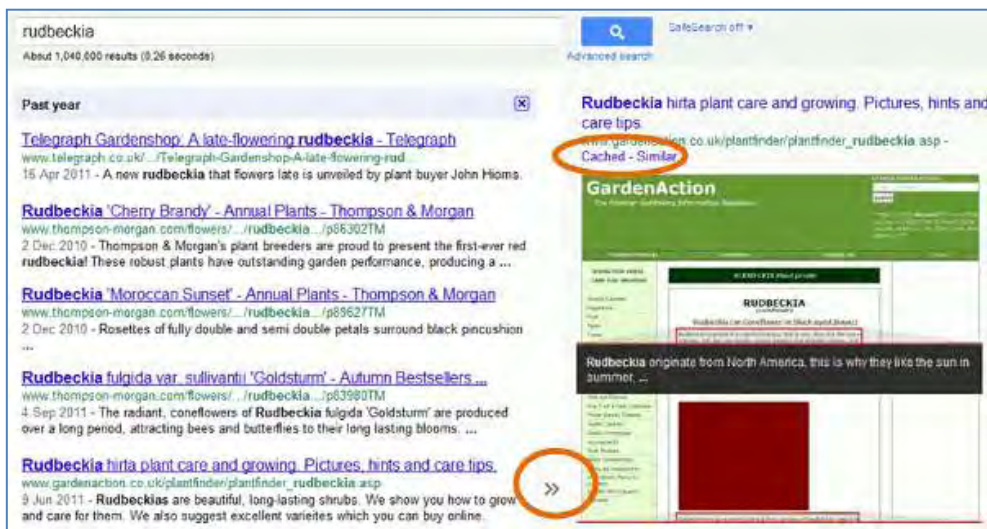 rudbeckia
SafeSearch off ▼
About 1,040,000 results (0.26 seconds)
Advanced search
Past year
Telegraph Gardenshop: A late-flowering rudbeckia - Telegraph
www.telegraph.co.uk/.../Telegraph-Gardenshop-A-late-flowering-rud...
16 Apr 2011 - A new rudbeckia that flowers late is unveiled by plant buyer John Hioms.
Rudbeckia 'Cherry Brandy' - Annual Plants - Thompson & Morgan
www.thompson-morgan.com/flowers/.../rudbeckia.../p86302TM
2 Dec 2010 - Thompson & Morgan's plant breeders are proud to present the first-ever red
rudbeckia! These robust plants have outstanding garden performance, producing a ...
Rudbeckia 'Moroccan Sunset' - Annual Plants - Thompson & Morgan
www.thompson-morgan.com/flowers/.../rudbeckia.../p89627TM
2 Dec 2010 - Rosettes of fully double and semi double petals surround black pincushion
...
Rudbeckia fulgida var. sullivantii 'Goldsturm' - Autumn Bestsellers ...
www.thompson-morgan.com/flowers/.../rudbeckia.../p63980TM
4 Sep 2011 - The radiant, coneflowers of Rudbeckia fulgida 'Goldsturm' are produced
over a long period, attracting bees and butterflies to their long lasting blooms. ...
Rudbeckia hirta plant care and growing. Pictures, hints and care tips.
www.gardenaction.co.uk/plantfinder/plantfinder_rudbeckia.asp
9 Jun 2011 - Rudbeckias are beautiful, long-lasting shrubs. We show you how to grow
and care for them. We also suggest excellent varieites which you can buy online.
»
Rudbeckia hirta plant care and growing. Pictures, hints and
care tips.
www.gardenaction.co.uk/plantfinder/plantfinder_rudbeckia.asp -
Cached - Similar
GardenAction
RUDBECKIA
Rudbeckia originate from North America, this is why they like the sun in
summer, ...